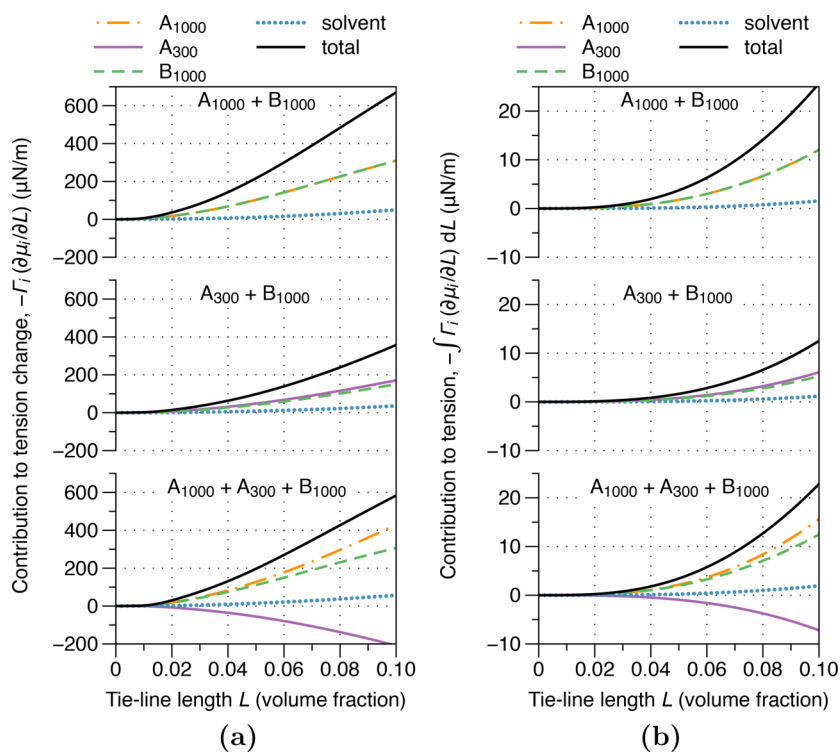 A₁₀₀₀ solvent
A₃₀₀ total
B₁₀₀₀
Contribution to tension change, −Γᵢ (∂μᵢ/∂L) (μN/m)
A₁₀₀₀ + B₁₀₀₀
600
400
200
0
−200
A₃₀₀ + B₁₀₀₀
600
400
200
0
−200
A₁₀₀₀ + A₃₀₀ + B₁₀₀₀
600
400
200
0
−200
0 0.02 0.04 0.06 0.08 0.10
Tie-line length L (volume fraction)
(a)
A₁₀₀₀ solvent
A₃₀₀ total
B₁₀₀₀
Contribution to tension, −∫ Γᵢ (∂μᵢ/∂L) dL (μN/m)
A₁₀₀₀ + B₁₀₀₀
20
10
0
−10
A₃₀₀ + B₁₀₀₀
20
10
0
−10
A₁₀₀₀ + A₃₀₀ + B₁₀₀₀
20
10
0
−10
0 0.02 0.04 0.06 0.08 0.10
Tie-line length L (volume fraction)
(b)